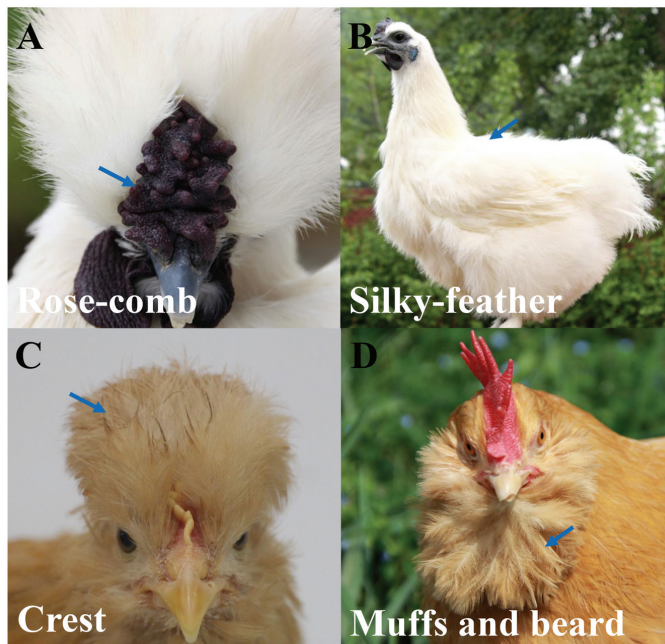 A
Rose-comb
B
Silky-feather
C
Crest
D
Muffs and beard